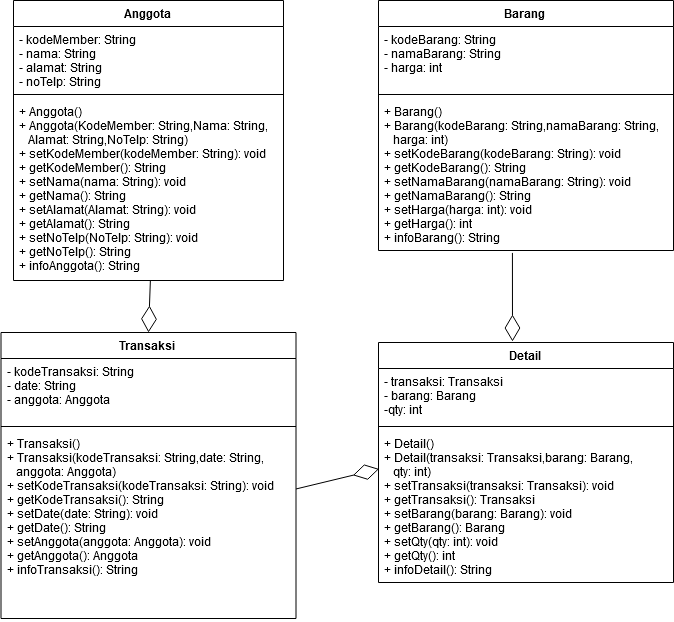 Anggota
- kodeMember: String
- nama: String
- alamat: String
- noTelp: String
+ Anggota()
+ Anggota(KodeMember: String,Nama: String,
Alamat: String,NoTelp: String)
+ setKodeMember(kodeMember: String): void
+ getKodeMember(): String
+ setNama(nama: String): void
+ getNama(): String
+ setAlamat(Alamat: String): void
+ getAlamat(): String
+ setNoTelp(NoTelp: String): void
+ getNoTelp(): String
+ infoAnggota(): String
Barang
- kodeBarang: String
- namaBarang: String
- harga: int
+ Barang()
+ Barang(kodeBarang: String,namaBarang: String,
harga: int)
+ setKodeBarang(kodeBarang: String): void
+ getKodeBarang(): String
+ setNamaBarang(namaBarang: String): void
+ getNamaBarang(): String
+ setHarga(harga: int): void
+ getHarga(): int
+ infoBarang(): String
Transaksi
- kodeTransaksi: String
- date: String
- anggota: Anggota
+ Transaksi()
+ Transaksi(kodeTransaksi: String,date: String,
anggota: Anggota)
+ setKodeTransaksi(kodeTransaksi: String): void
+ getKodeTransaksi(): String
+ setDate(date: String): void
+ getDate(): String
+ setAnggota(anggota: Anggota): void
+ getAnggota(): Anggota
+ infoTransaksi(): String
Detail
- transaksi: Transaksi
- barang: Barang
-qty: int
+ Detail()
+ Detail(transaksi: Transaksi,barang: Barang,
qty: int)
+ setTransaksi(transaksi: Transaksi): void
+ getTransaksi(): Transaksi
+ setBarang(barang: Barang): void
+ getBarang(): Barang
+ setQty(qty: int): void
+ getQty(): int
+ infoDetail(): String